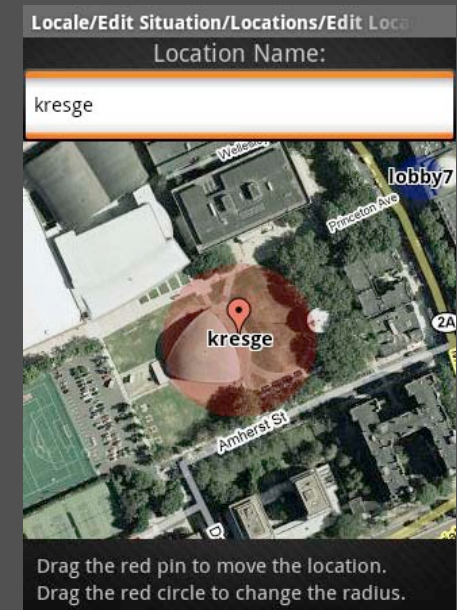 Locale/Edit Situation/Locations/Edit Loca
Location Name:
kresge
lobby7
Princeton Ave
2A
kresge
Amherst St
Drag the red pin to move the location.
Drag the red circle to change the radius.